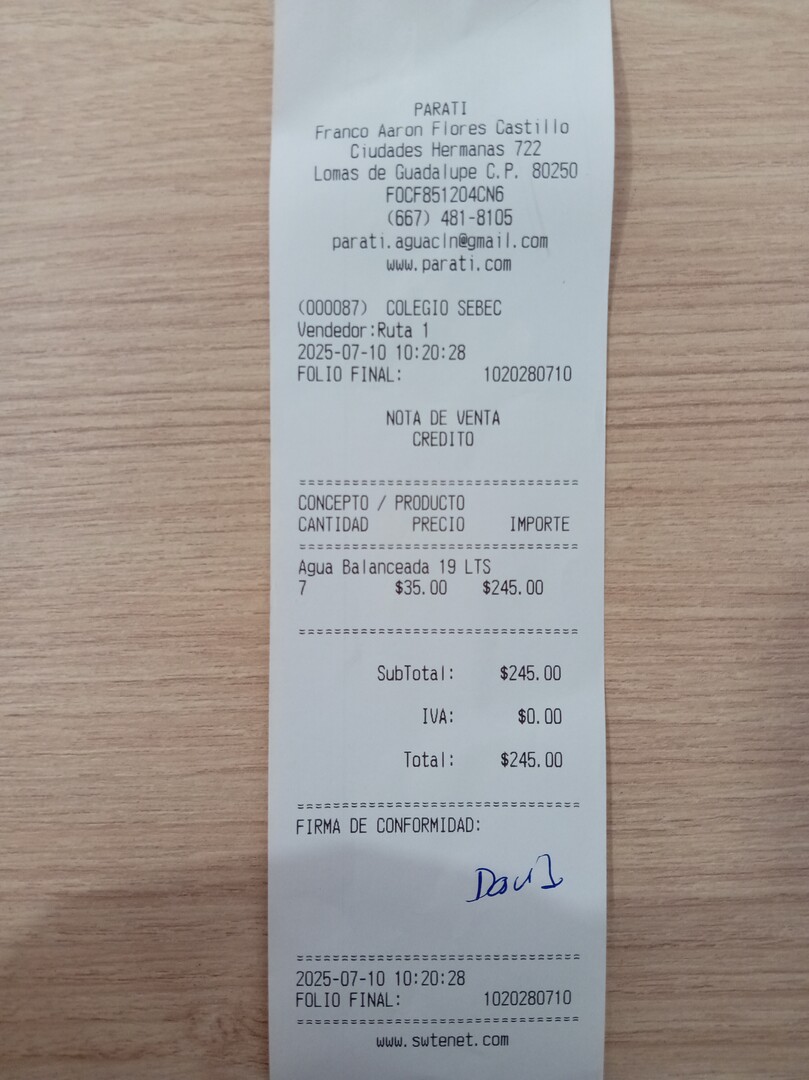 PARATI
Franco Aaron Flores Castillo
Ciudades Hermanas 722
Lomas de Guadalupe C.P. 80250
FOCF851204CN6
(667) 481-8105
parati.aguacln@gmail.com
www.parati.com
(000087) COLEGIO SEBEC
Vendedor:Ruta 1
2025-07-10 10:20:28
FOLIO FINAL: 1020280710
NOTA DE VENTA
CREDITO
================================
CONCEPTO / PRODUCTO
CANTIDAD PRECIO IMPORTE
================================
Agua Balanceada 19 LTS
7 $35.00 $245.00
================================
SubTotal: $245.00
IVA: $0.00
Total: $245.00
================================
FIRMA DE CONFORMIDAD:
================================
2025-07-10 10:20:28
FOLIO FINAL: 1020280710
================================
www.swtenet.com